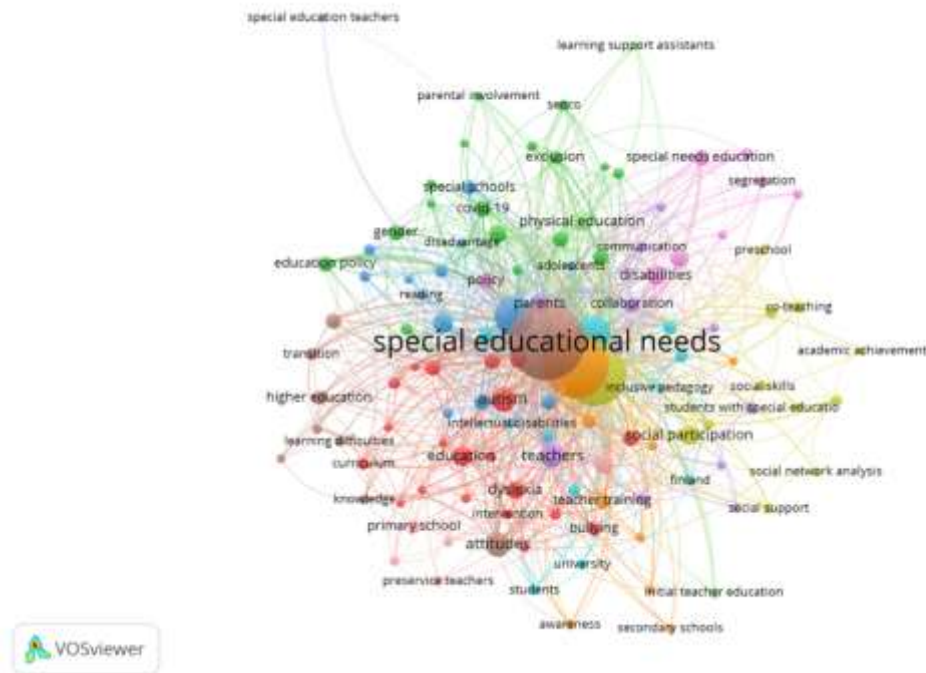 special education teachers
learning support assistants
parental involvement
senco
exclusion
special needs education
segregation
special schools
covid-19
physical education
gender
disadvantage
communication
preschool
education policy
adolescents
disabilities
policy
reading
parents
collaboration
co-teaching
special educational needs
transition
academic achievement
inclusive pedagogy
social skills
higher education
autism
students with special educatio
intellectual disabilities
social participation
learning difficulties
education
teachers
curriculum
social network analysis
finland
dyslexia
knowledge
teacher training
social support
intervention
primary school
bullying
attitudes
university
preservice teachers
students
initial teacher education
awareness
secondary schools
VOSviewer